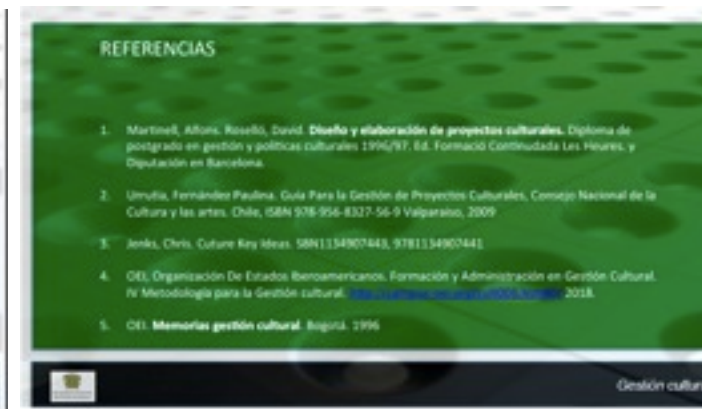 REFERENCIAS
1. Martinell, Alfons. Roselló, David. Diseño y elaboración de proyectos culturales. Diploma de
postgrado en gestión y políticas culturales 1996/97. Ed. Formació Continudada Les Heures. y
Diputación en Barcelona.
2. Urrutia, Fernández Paulina. Guia Para la Gestión de Proyectos Culturales. Consejo Nacional de la
Cultura y las artes. Chile, ISBN 978-956-8327-56-9 Valparaiso, 2009
3. Jenks, Chris. Cuture Key Ideas. SBN1134907443, 9781134907441
4. OEI, Organización De Estados Iberoamericanos. Formación y Administración en Gestión Cultural.
IV Metodología para la Gestión cultural. 2018.
5. OEI. Memorias gestión cultural. Bogotá. 1996
Gestión cultur